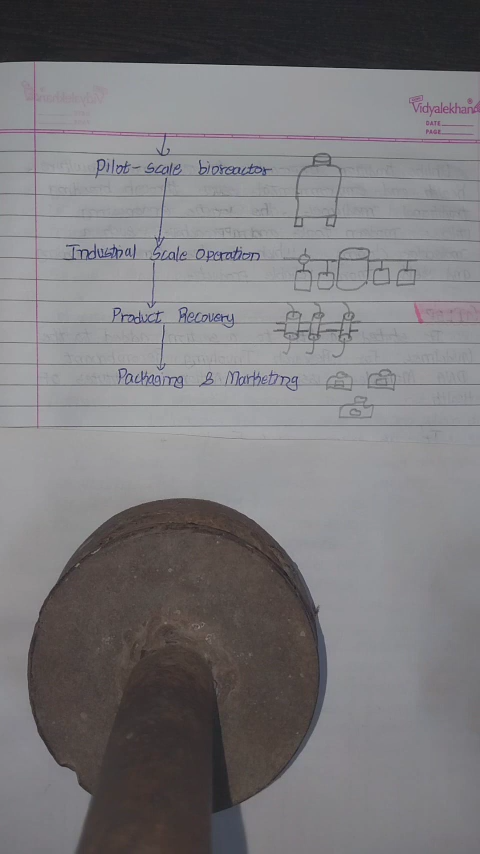 Vidyalekhan
DATE
PAGE
Pilot-scale bioreactor
Industrial Scale Operation
Product Recovery
Packaging & Marketing